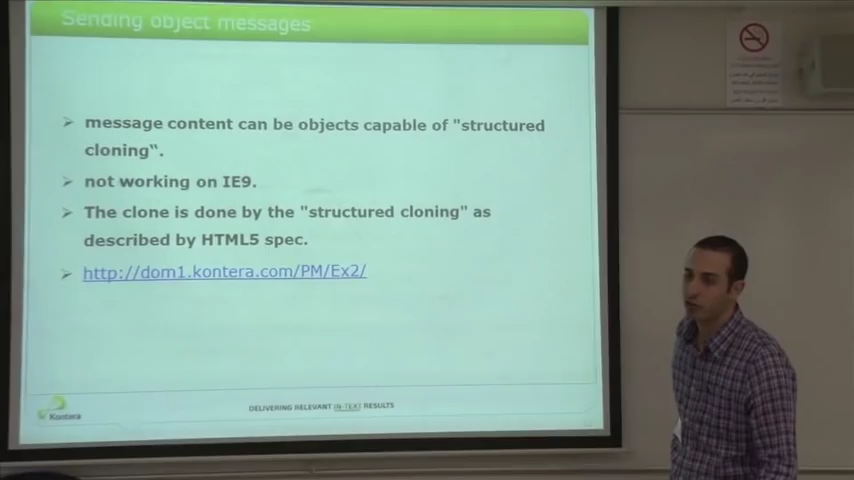 Sending object messages
➢ message content can be objects capable of "structured
cloning".
➢ not working on IE9.
➢ The clone is done by the "structured cloning" as
described by HTML5 spec.
➢ http://dom1.kontera.com/PM/Ex2/
Kontera
DELIVERING RELEVANT IN-TEXT RESULTS